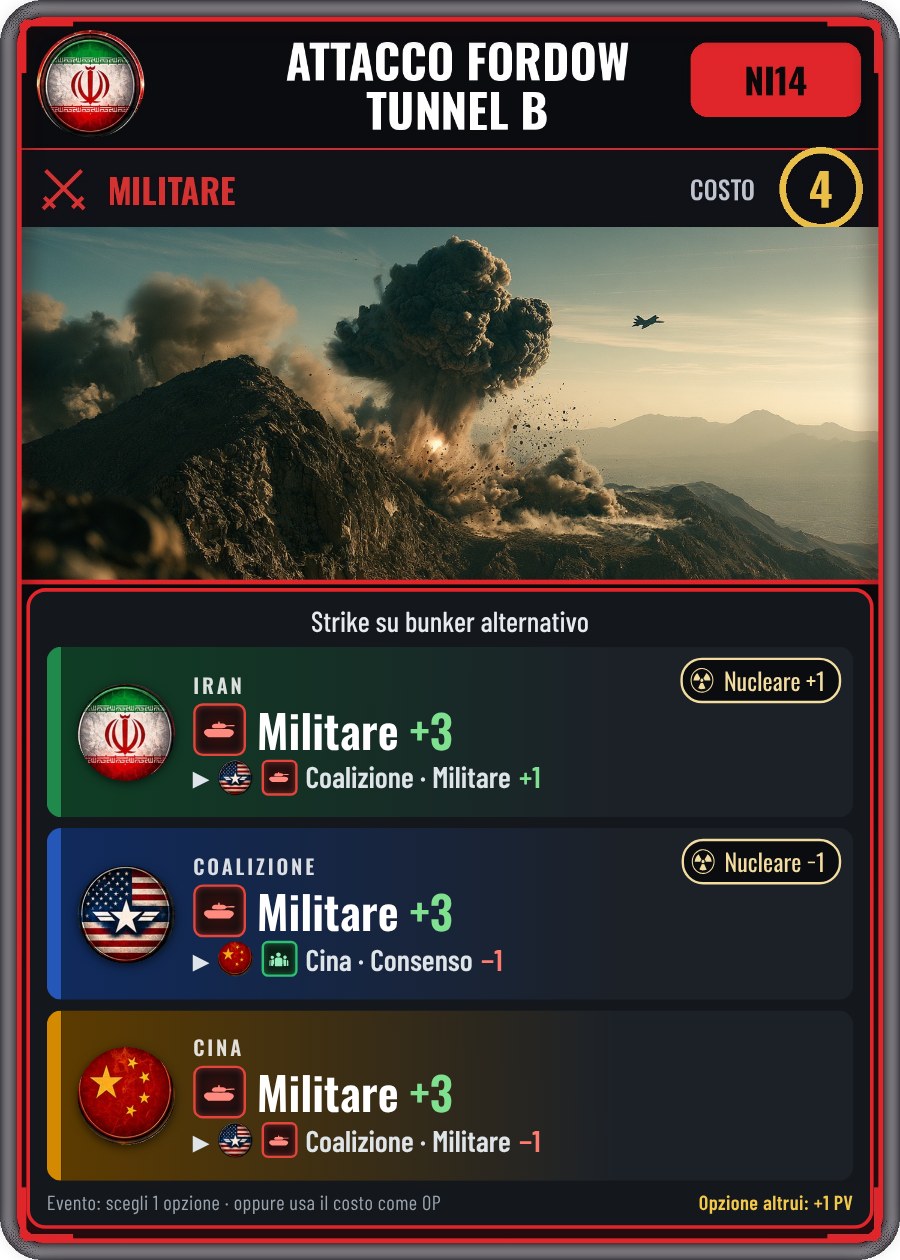 ATTACCO FORDOW
TUNNEL B
NI14
MILITARE
COSTO
4
Strike su bunker alternativo
IRAN
Nucleare +1
Militare +3
▶ Coalizione · Militare +1
COALIZIONE
Nucleare −1
Militare +3
▶ Cina · Consenso −1
CINA
Militare +3
▶ Coalizione · Militare −1
Evento: scegli 1 opzione · oppure usa il costo come OP
Opzione altrui: +1 PV